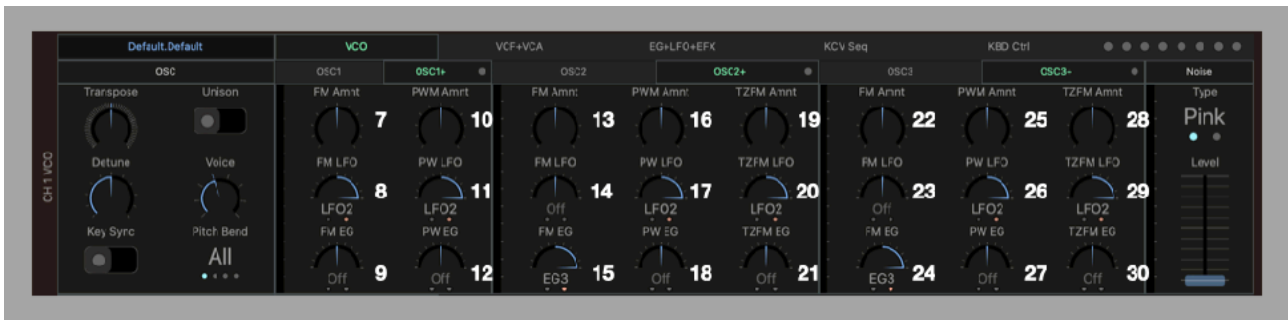 Default.Default VCO VCF+VCA EG+LFO+EFX KCV Seq KBD Ctrl
OSC OSC1 OSC1+ OSC2 OSC2+ OSC3 OSC3- Noise
Transpose Unison FM Amnt PWM Amnt FM Amnt PWM Amnt TZFM Amnt FM Amnt PWM Amnt TZFM Amnt Type
7 10 13 16 19 22 25 28 Pink
Detune Voice FM LFO PW LFO FM LFO PW LFO TZFM LFO FM LFO PW LFO TZFM LFO Level
CH 1 VCO
8 11 14 17 20 23 26 29
LFO2 LFO2 Off LFO2 LFO2 Off LFO2 LFO2
Key Sync Pitch Bend FM EG PW EG FM EG PW EG TZFM EG FM EG PW EG TZFM EG
All
9 12 15 18 21 24 27 30
Off Off EG3 Off Off EG3 Off Off